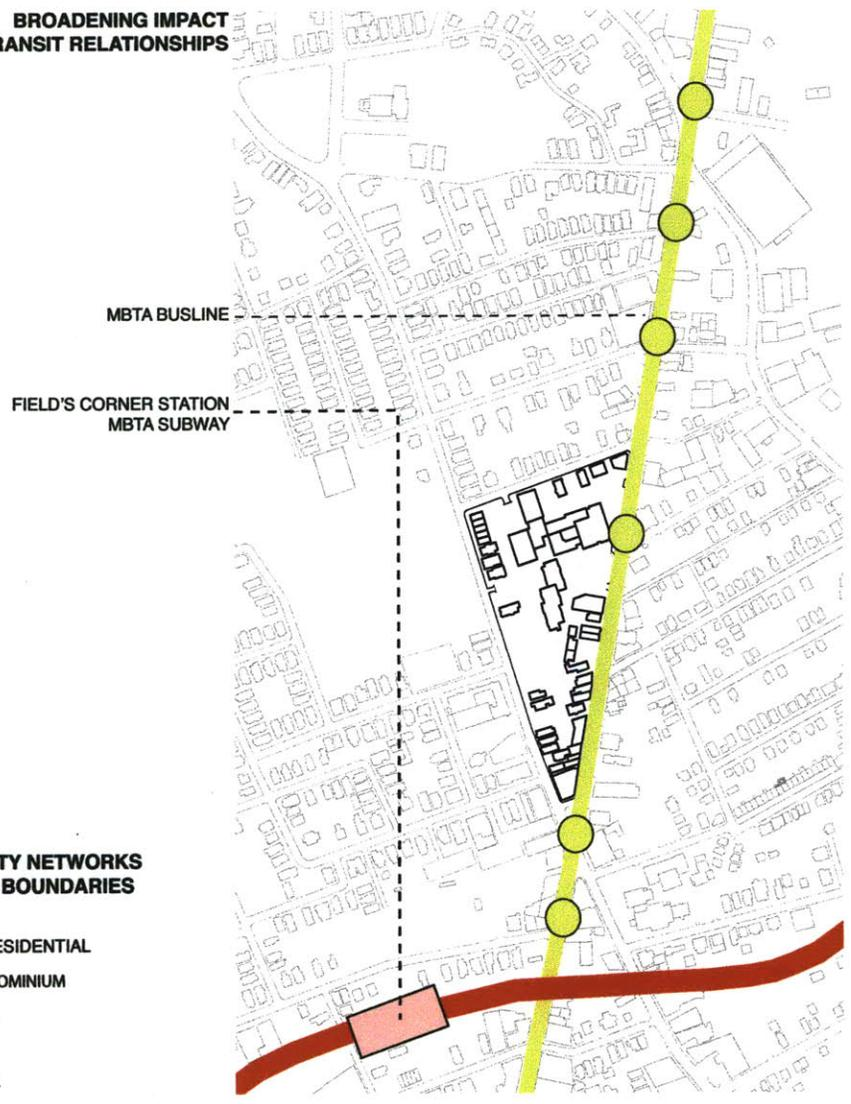 BROADENING IMPACT
RANSIT RELATIONSHIPS
MBTA BUSLINE
FIELD'S CORNER STATION
MBTA SUBWAY
TY NETWORKS
BOUNDARIES
ESIDENTIAL
OMINIUM